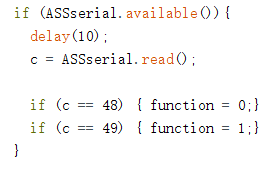 if (ASSserial.available()){
  delay(10);
  c = ASSserial.read();

  if (c == 48) { function = 0;}
  if (c == 49) { function = 1;}
}